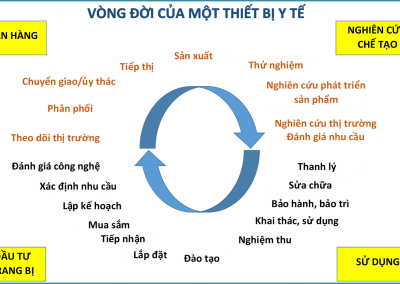 VÒNG ĐỜI CỦA MỘT THIẾT BỊ Y TẾ
HÀNG
NGHIÊN
CHẾ TẠO
Sản xuất
Tiếp thị
Thử nghiệm
Chuyển giao/ủy thác
Nghiên cứu phát triển
sản phẩm
Phân phối
Nghiên cứu thị trường
Theo dõi thị trường
Đánh giá nhu cầu
Đánh giá công nghệ
Thanh lý
Xác định nhu cầu
Sửa chữa
Lập kế hoạch
Bảo hành, bảo trì
Mua sắm
Khai thác, sử dụng
Tiếp nhận
Nghiệm thu
Lắp đặt
Đào tạo
TƯ
BỊ
SỬ DỤNG